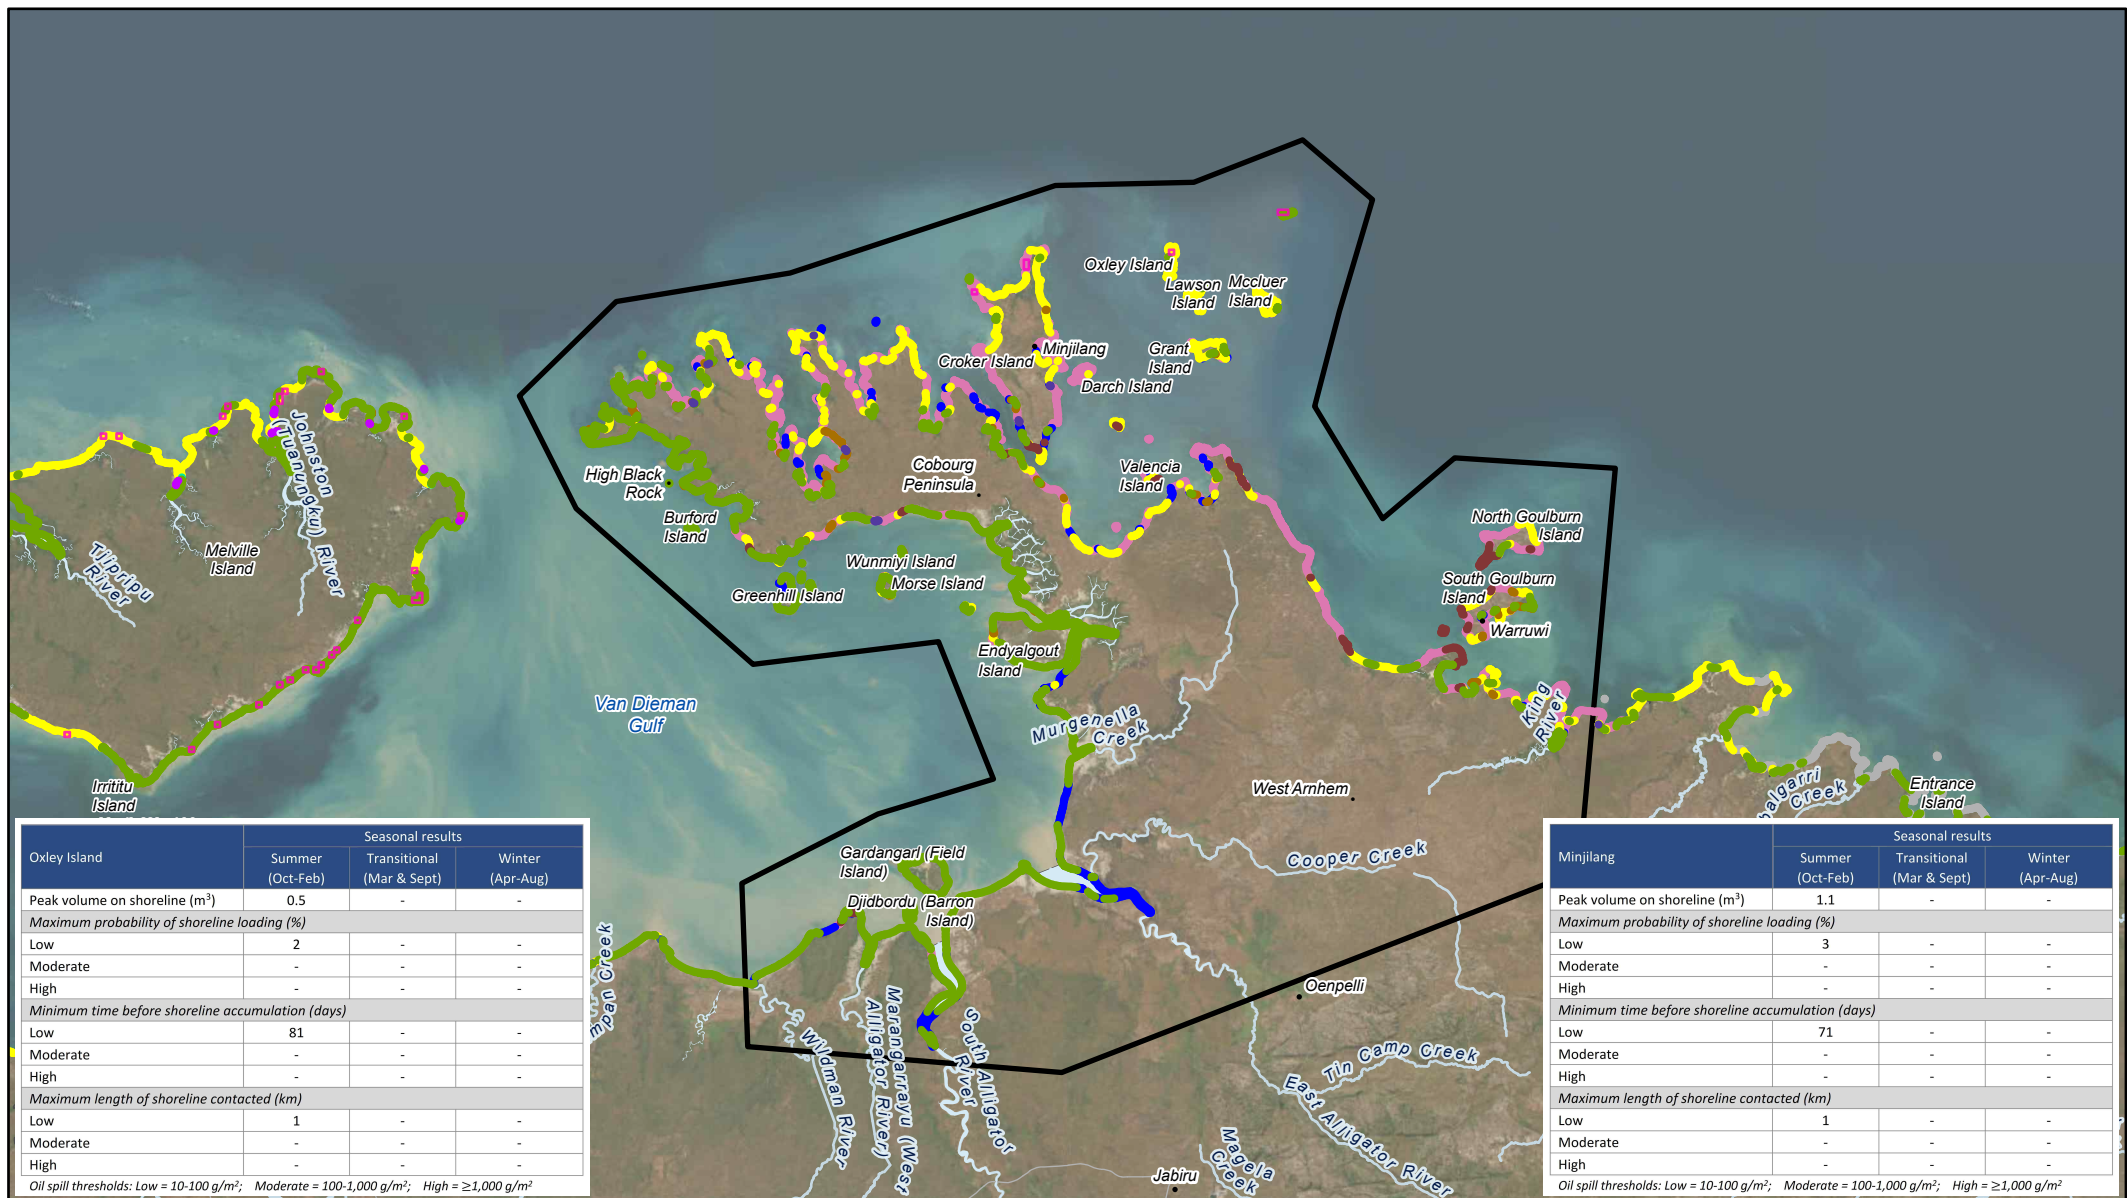 Oxley Island
Lawson
Island
Mccluer
Island
Minjilang
Croker Island
Grant
Island
Darch Island
Johnston
(Tuanungku) River
High Black
Rock
Cobourg
Peninsula
Valencia
Island
Burford
Island
North Goulburn
Island
Tjipripu
River
Melville
Island
Wunmiyi Island
Morse Island
Greenhill Island
South Goulburn
Island
Warruwi
Endyalgout
Island
Van Dieman
Gulf
Murgenella
Creek
King
River
Irrititu
Island
West Arnhem
Entrance
Island
balgarri
Creek
Gardangarl (Field
Island)
Cooper Creek
Djidbordu (Barron
Island)
mpau Creek
Oenpelli
Wildman River
Marangarrayu (West
Alligator River)
South Alligator
River
Tin Camp Creek
East Alligator River
Magela
Creek
Jabiru
Oxley Island
Seasonal results
Summer
(Oct-Feb)
Transitional
(Mar & Sept)
Winter
(Apr-Aug)
Peak volume on shoreline (m³) 0.5 - -
Maximum probability of shoreline loading (%)
Low 2 - -
Moderate - - -
High - - -
Minimum time before shoreline accumulation (days)
Low 81 - -
Moderate - - -
High - - -
Maximum length of shoreline contacted (km)
Low 1 - -
Moderate - - -
High - - -
Oil spill thresholds: Low = 10-100 g/m²; Moderate = 100-1,000 g/m²; High = ≥1,000 g/m²
Minjilang
Seasonal results
Summer
(Oct-Feb)
Transitional
(Mar & Sept)
Winter
(Apr-Aug)
Peak volume on shoreline (m³) 1.1 - -
Maximum probability of shoreline loading (%)
Low 3 - -
Moderate - - -
High - - -
Minimum time before shoreline accumulation (days)
Low 71 - -
Moderate - - -
High - - -
Maximum length of shoreline contacted (km)
Low 1 - -
Moderate - - -
High - - -
Oil spill thresholds: Low = 10-100 g/m²; Moderate = 100-1,000 g/m²; High = ≥1,000 g/m²